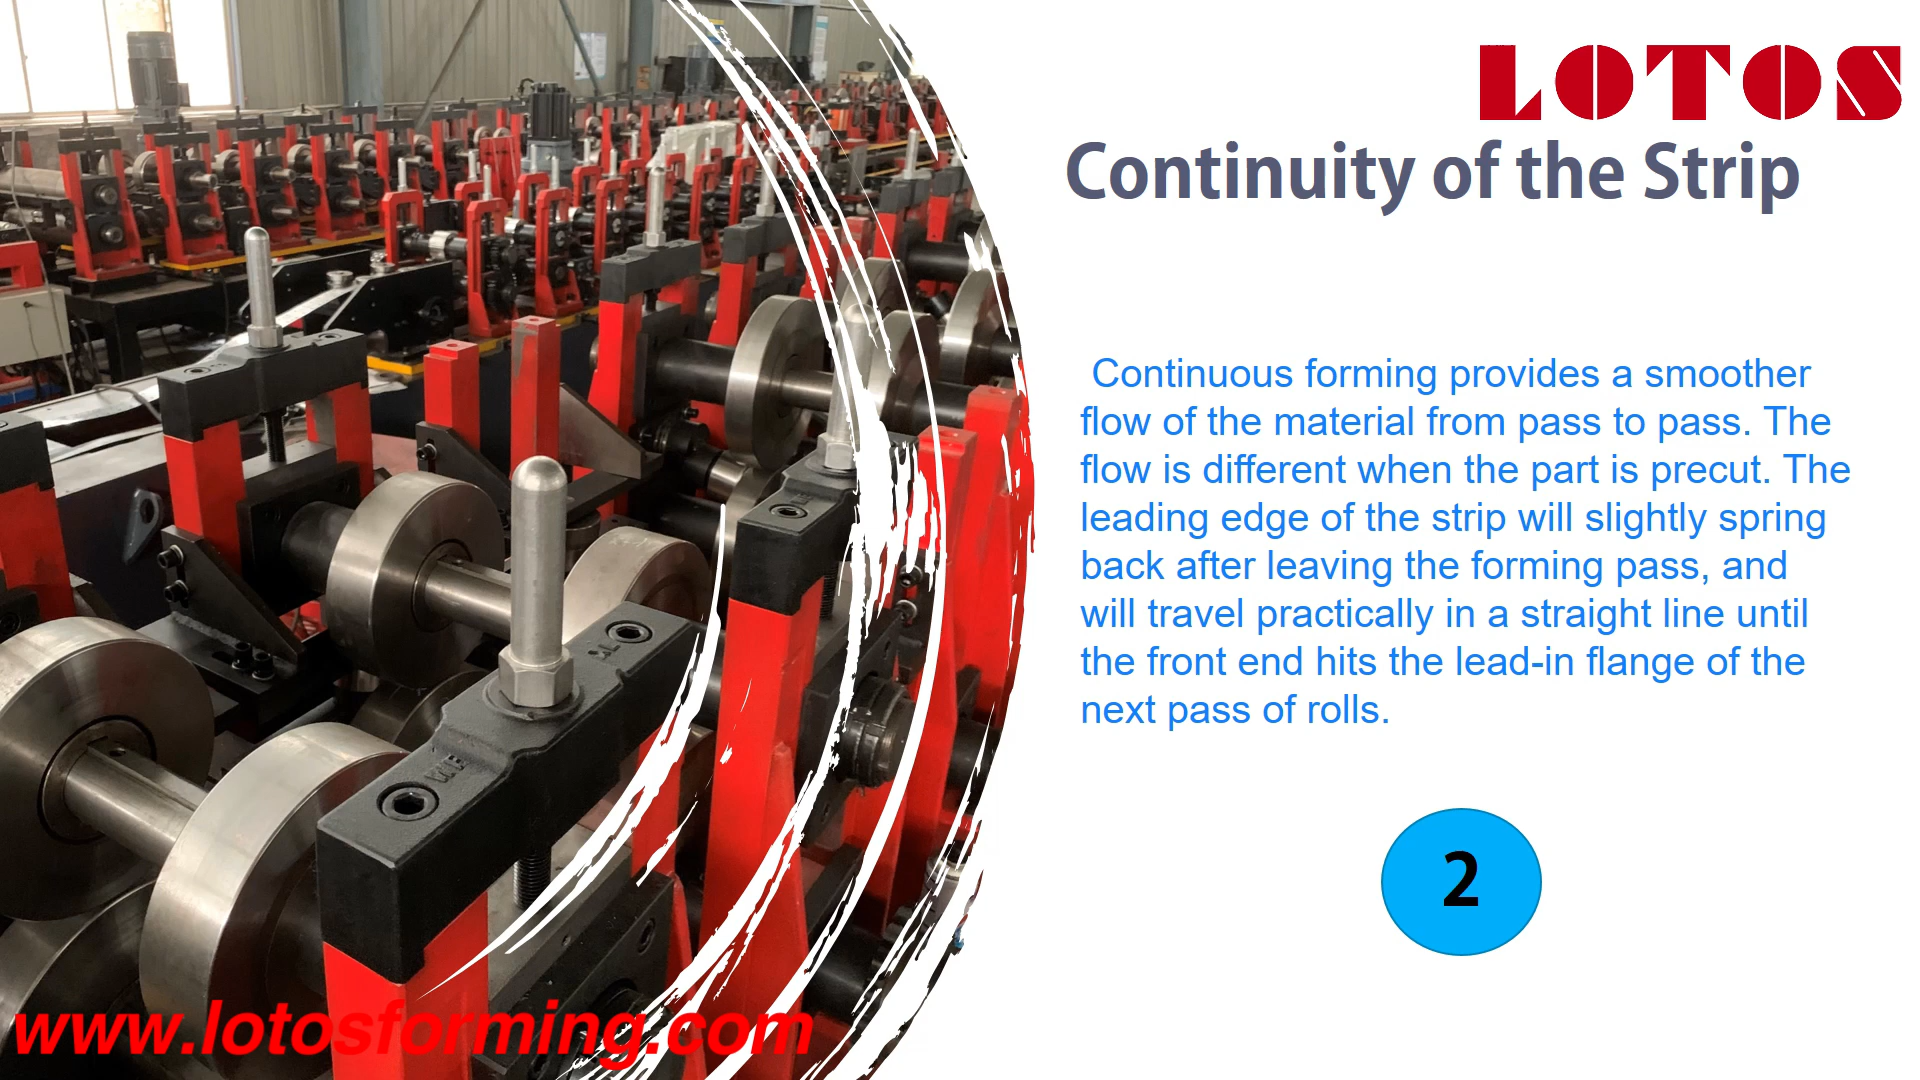 LOTOS
Continuity of the Strip
Continuous forming provides a smoother
flow of the material from pass to pass. The
flow is different when the part is precut. The
leading edge of the strip will slightly spring
back after leaving the forming pass, and
will travel practically in a straight line until
the front end hits the lead-in flange of the
next pass of rolls.
2
www.lotosforming.com